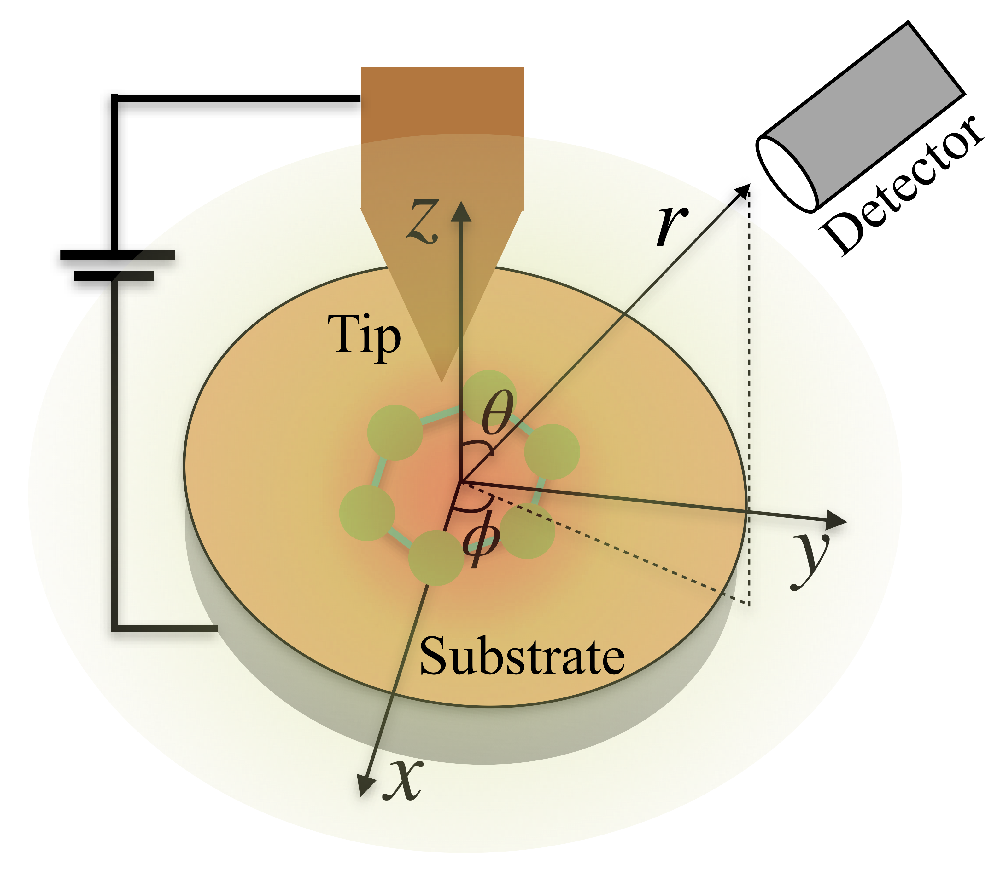 Detector
z
r
Tip
θ
ϕ
y
Substrate
x